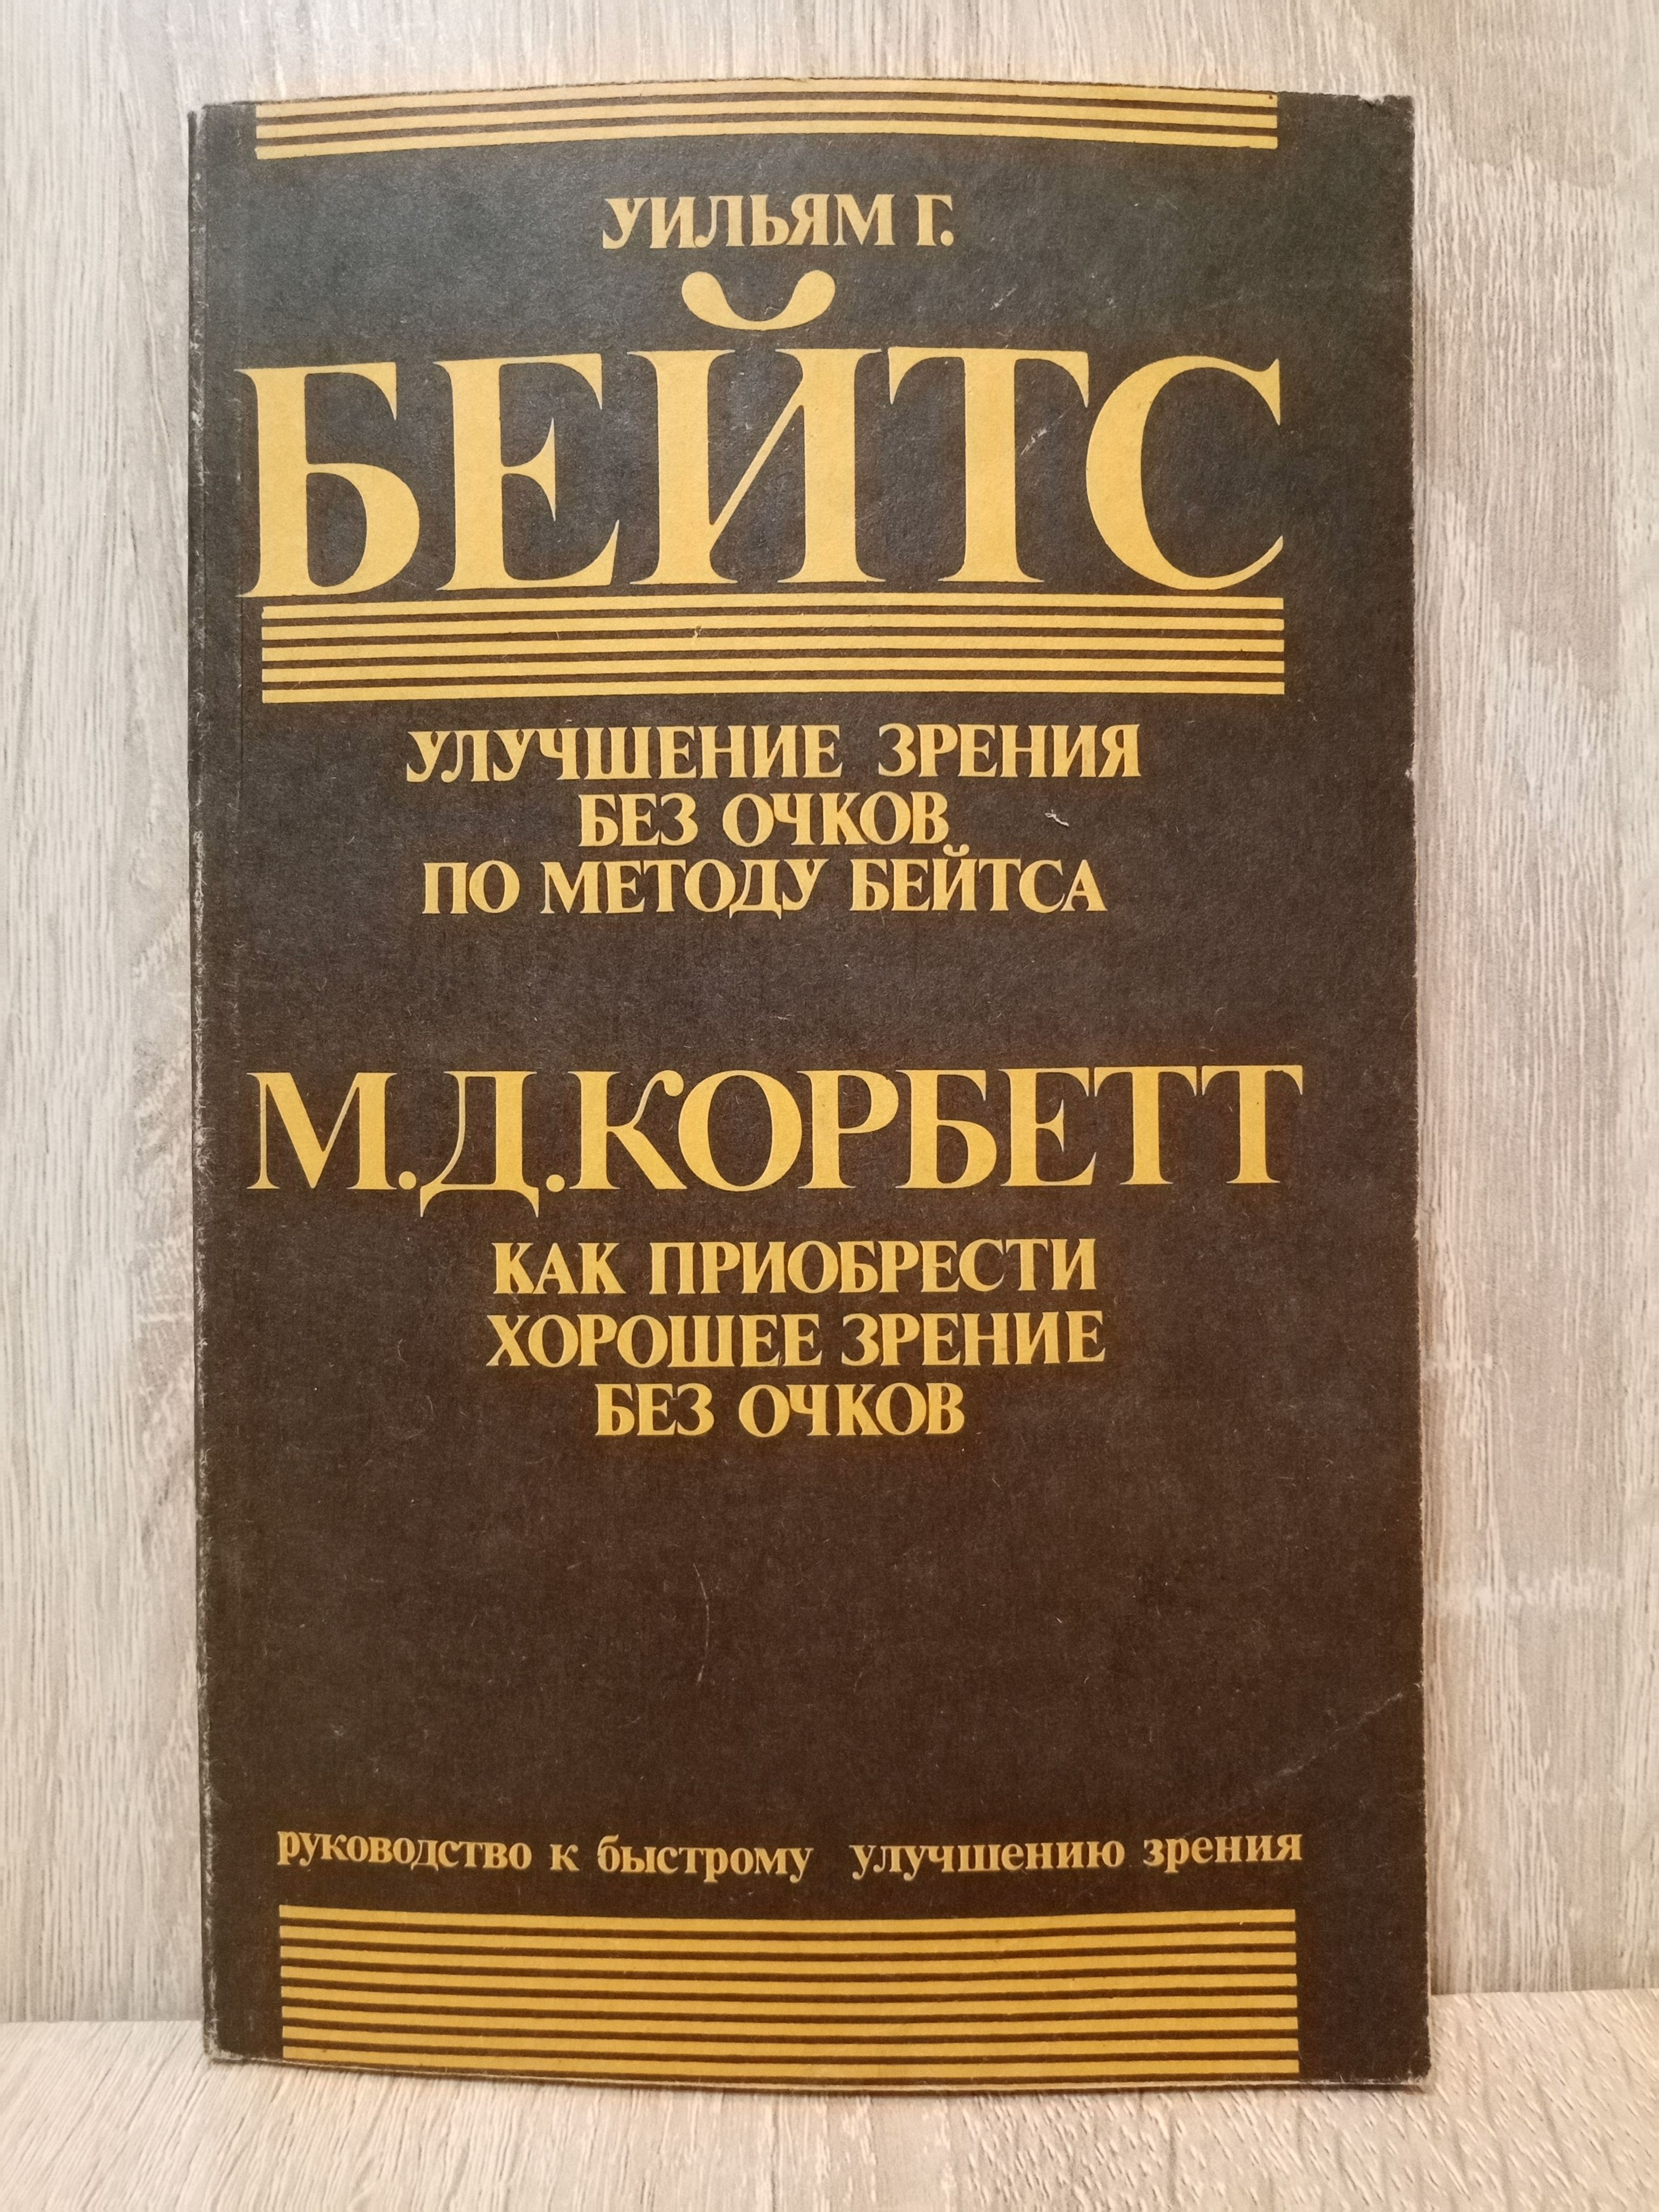 УИЛЬЯМ Г.
БЕЙТС
УЛУЧШЕНИЕ ЗРЕНИЯ
БЕЗ ОЧКОВ
ПО МЕТОДУ БЕЙТСА
М.Д.КОРБЕТТ
КАК ПРИОБРЕСТИ
ХОРОШЕЕ ЗРЕНИЕ
БЕЗ ОЧКОВ
руководство к быстрому улучшению зрения